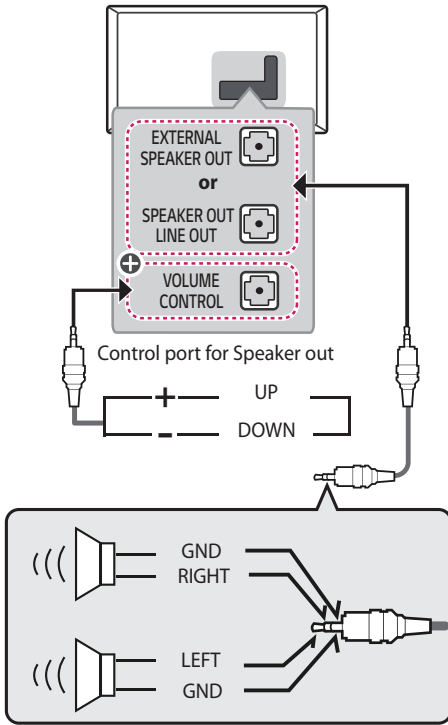 EXTERNAL
SPEAKER OUT
or
SPEAKER OUT
LINE OUT
VOLUME
CONTROL
Control port for Speaker out
+ UP
- DOWN
GND
RIGHT
LEFT
GND